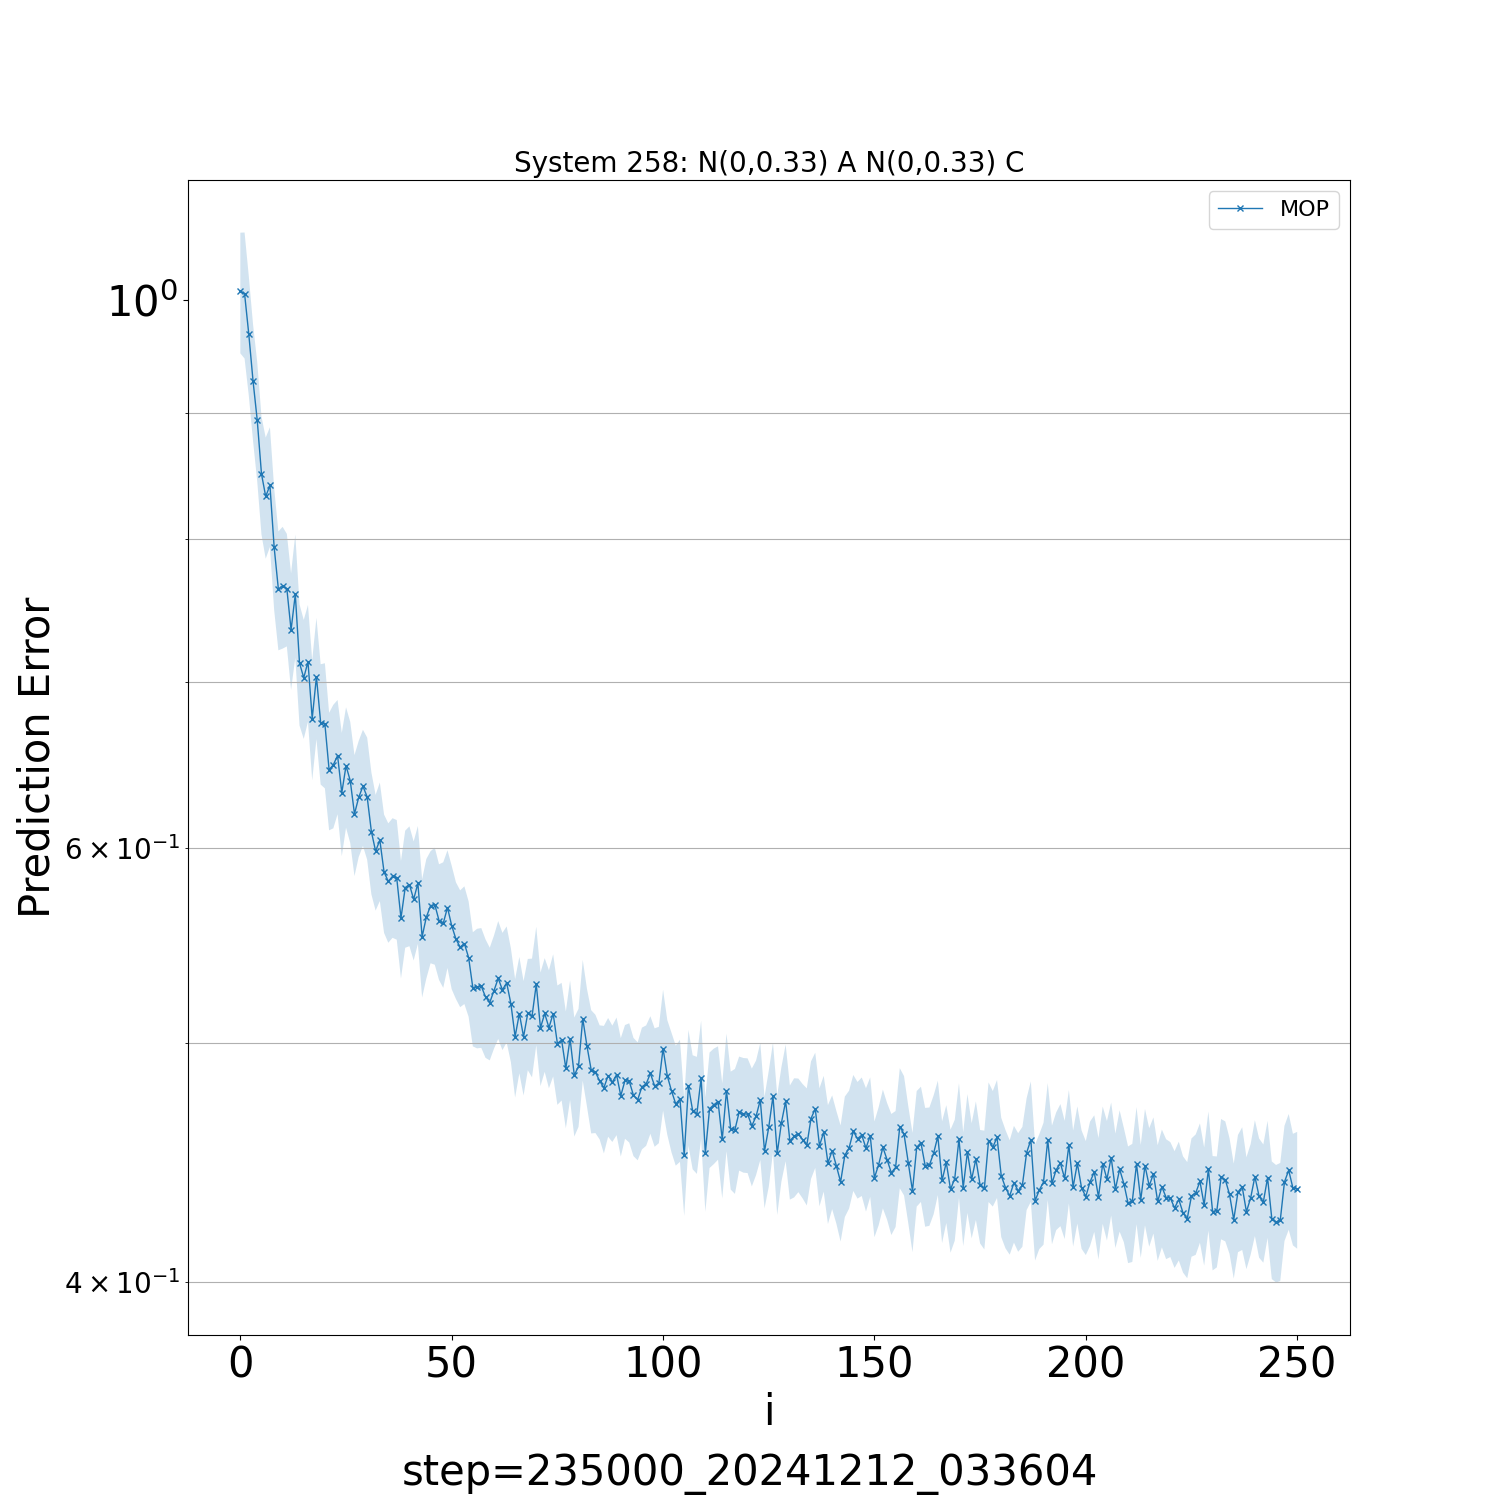 System 258: N(0,0.33) A N(0,0.33) C
MOP
10⁰
6 × 10⁻¹
4 × 10⁻¹
Prediction Error
0 50 100 150 200 250
i
step=235000_20241212_033604